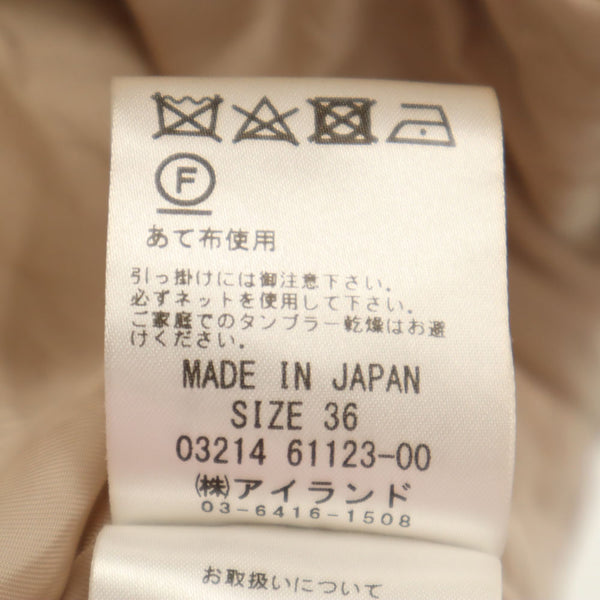 F
あて布使用
引っ掛けには御注意下さい。
必ずネットを使用して下さい。
ご家庭でのタンブラー乾燥はお避
けください。
MADE IN JAPAN
SIZE 36
03214 61123-00
㈱アイランド
03-6416-1508
お取扱いについて